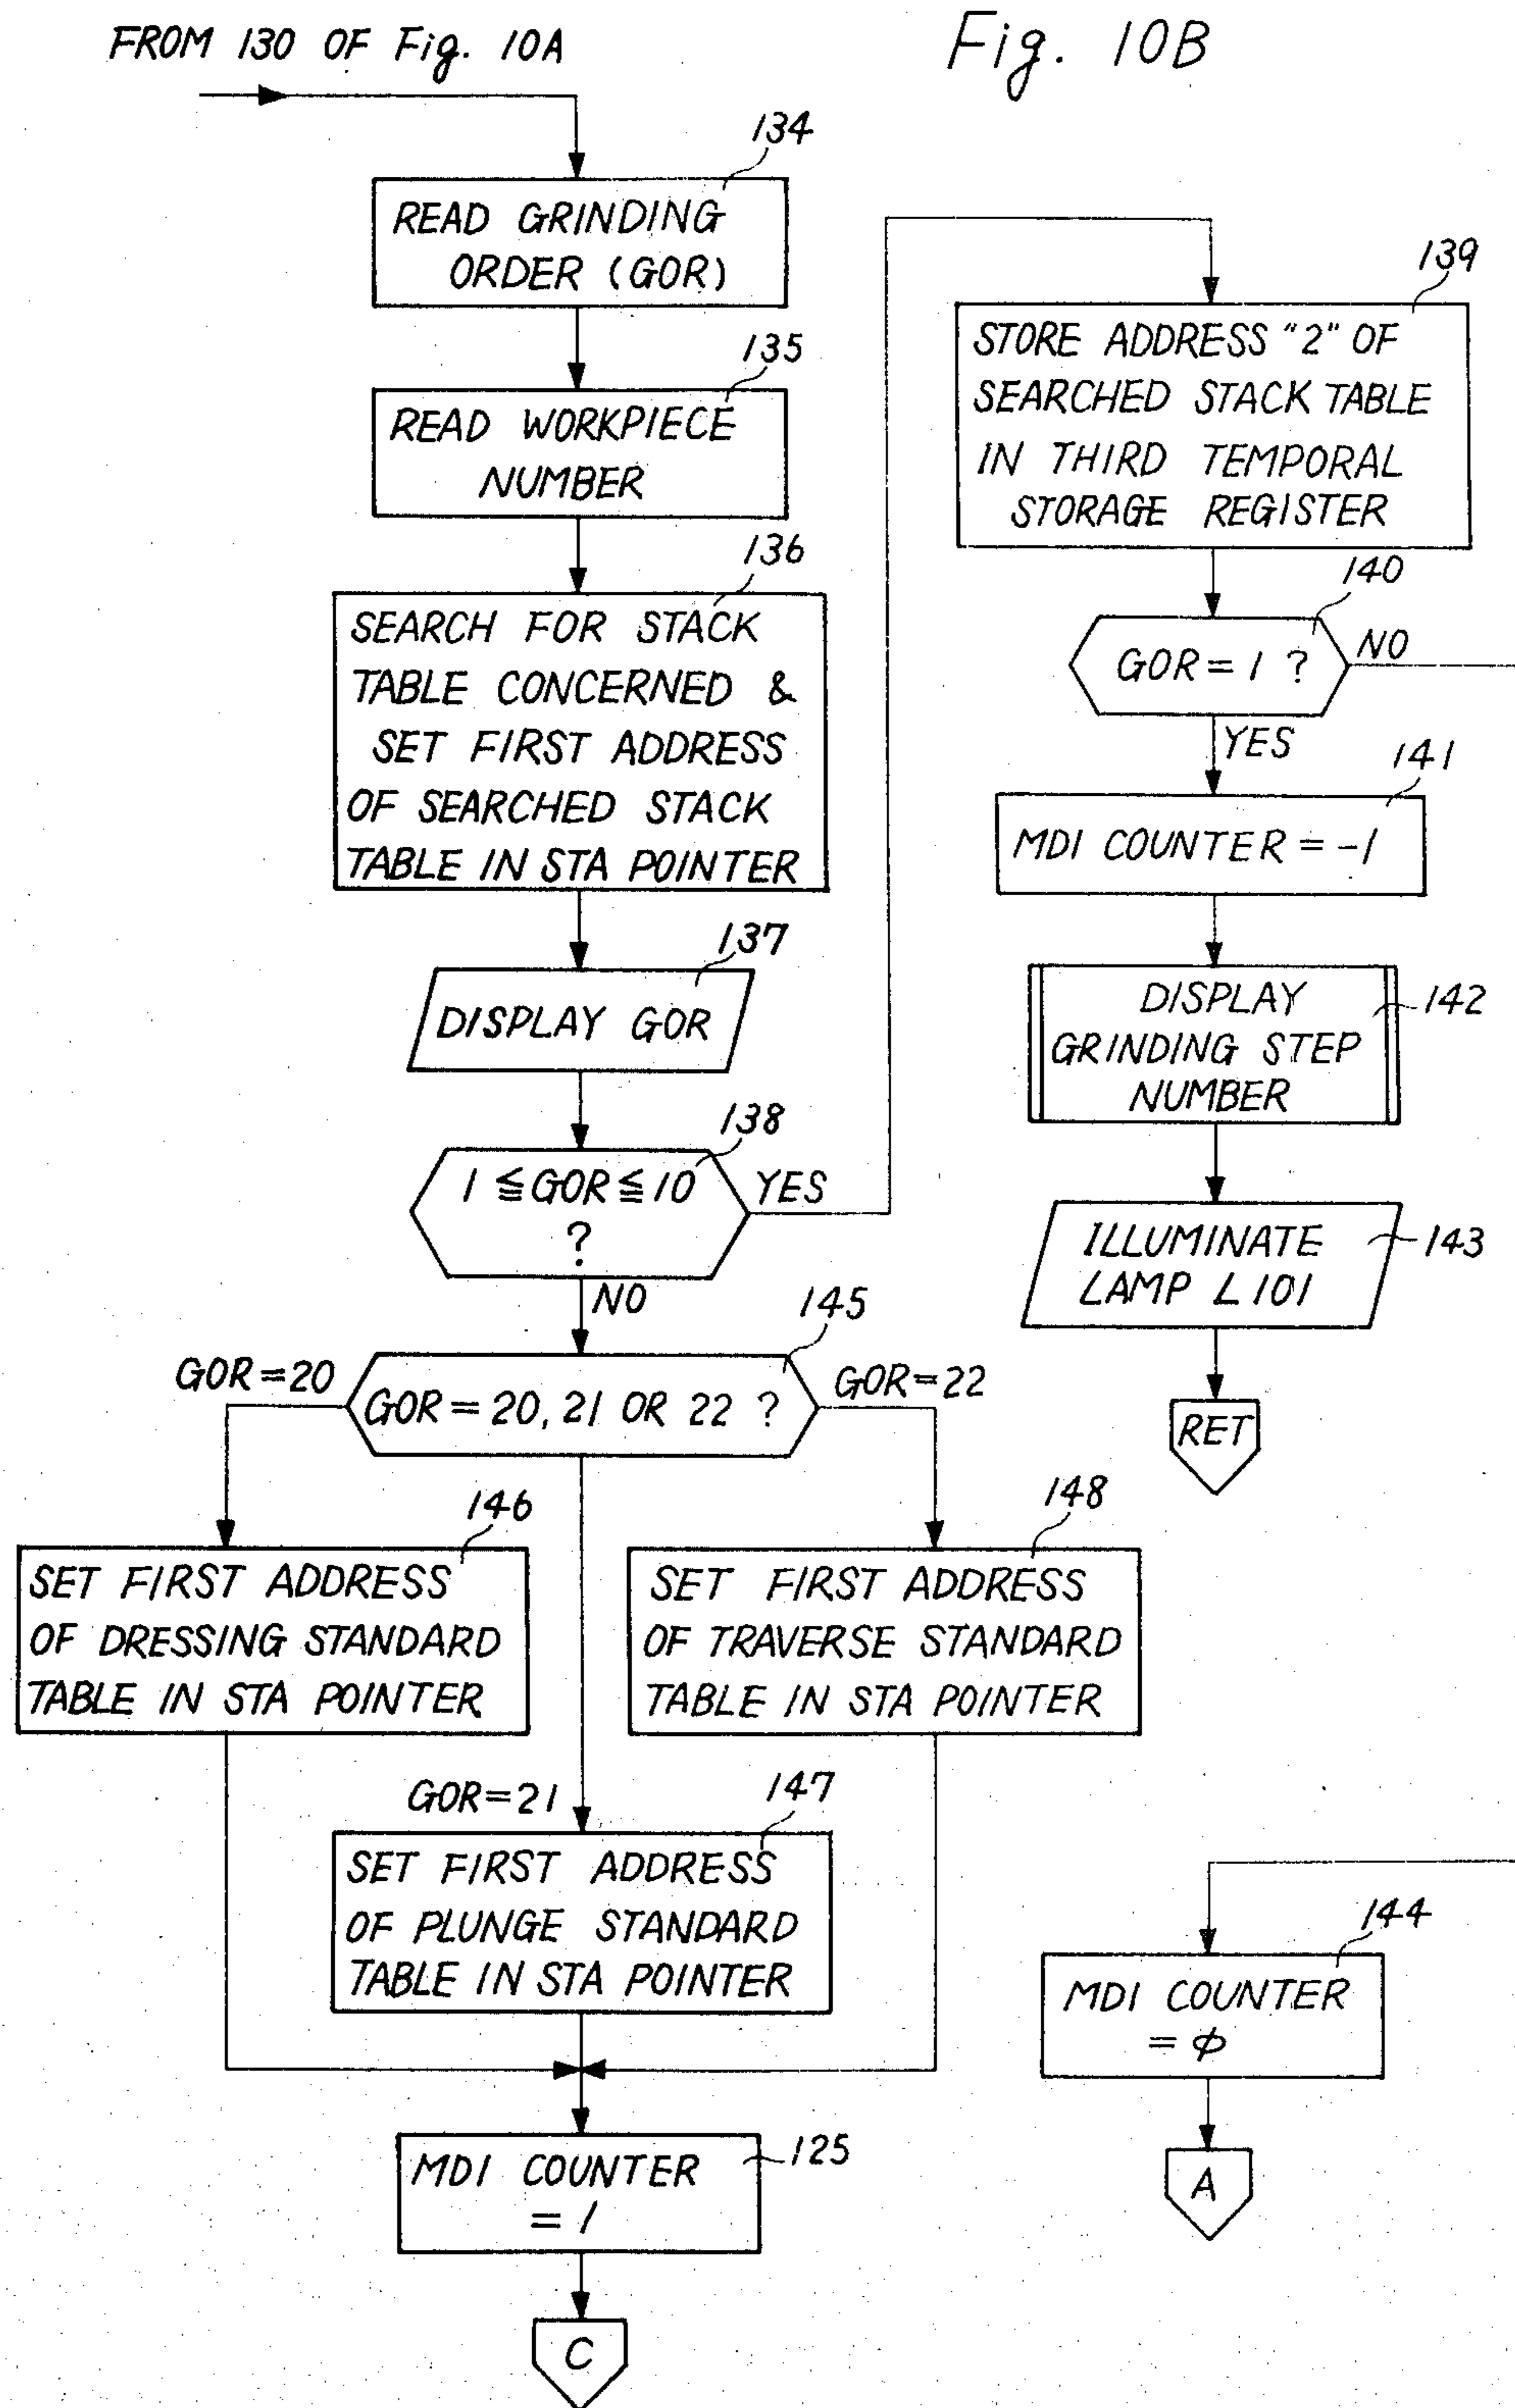 FROM 130 OF Fig. 10A
Fig. 10B
134
READ GRINDING
ORDER (GOR)
135
READ WORKPIECE
NUMBER
136
SEARCH FOR STACK
TABLE CONCERNED &
SET FIRST ADDRESS
OF SEARCHED STACK
TABLE IN STA POINTER
137
DISPLAY GOR
138
1 ≦ GOR ≦ 10
?
YES
NO
139
STORE ADDRESS "2" OF
SEARCHED STACK TABLE
IN THIRD TEMPORAL
STORAGE REGISTER
140
GOR = 1 ?
NO
YES
141
MDI COUNTER = -1
142
DISPLAY
GRINDING STEP
NUMBER
143
ILLUMINATE
LAMP L101
RET
145
GOR=20
GOR = 20, 21 OR 22 ?
GOR=22
146
SET FIRST ADDRESS
OF DRESSING STANDARD
TABLE IN STA POINTER
148
SET FIRST ADDRESS
OF TRAVERSE STANDARD
TABLE IN STA POINTER
GOR=21
147
SET FIRST ADDRESS
OF PLUNGE STANDARD
TABLE IN STA POINTER
144
MDI COUNTER
= φ
A
125
MDI COUNTER
= 1
C